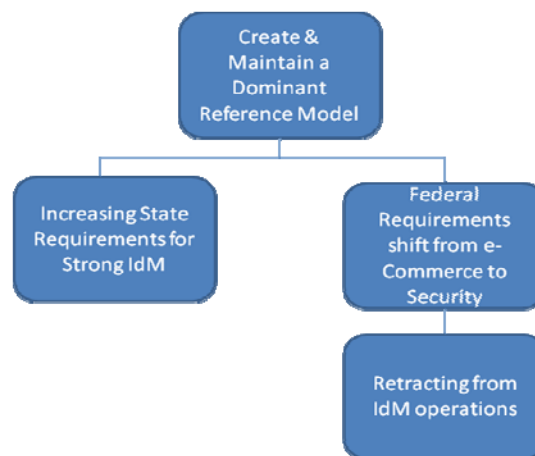 Create &
Maintain a
Dominant
Reference Model
Increasing State
Requirements for
Strong IdM
Federal
Requirements
shift from e-
Commerce to
Security
Retracting from
IdM operations